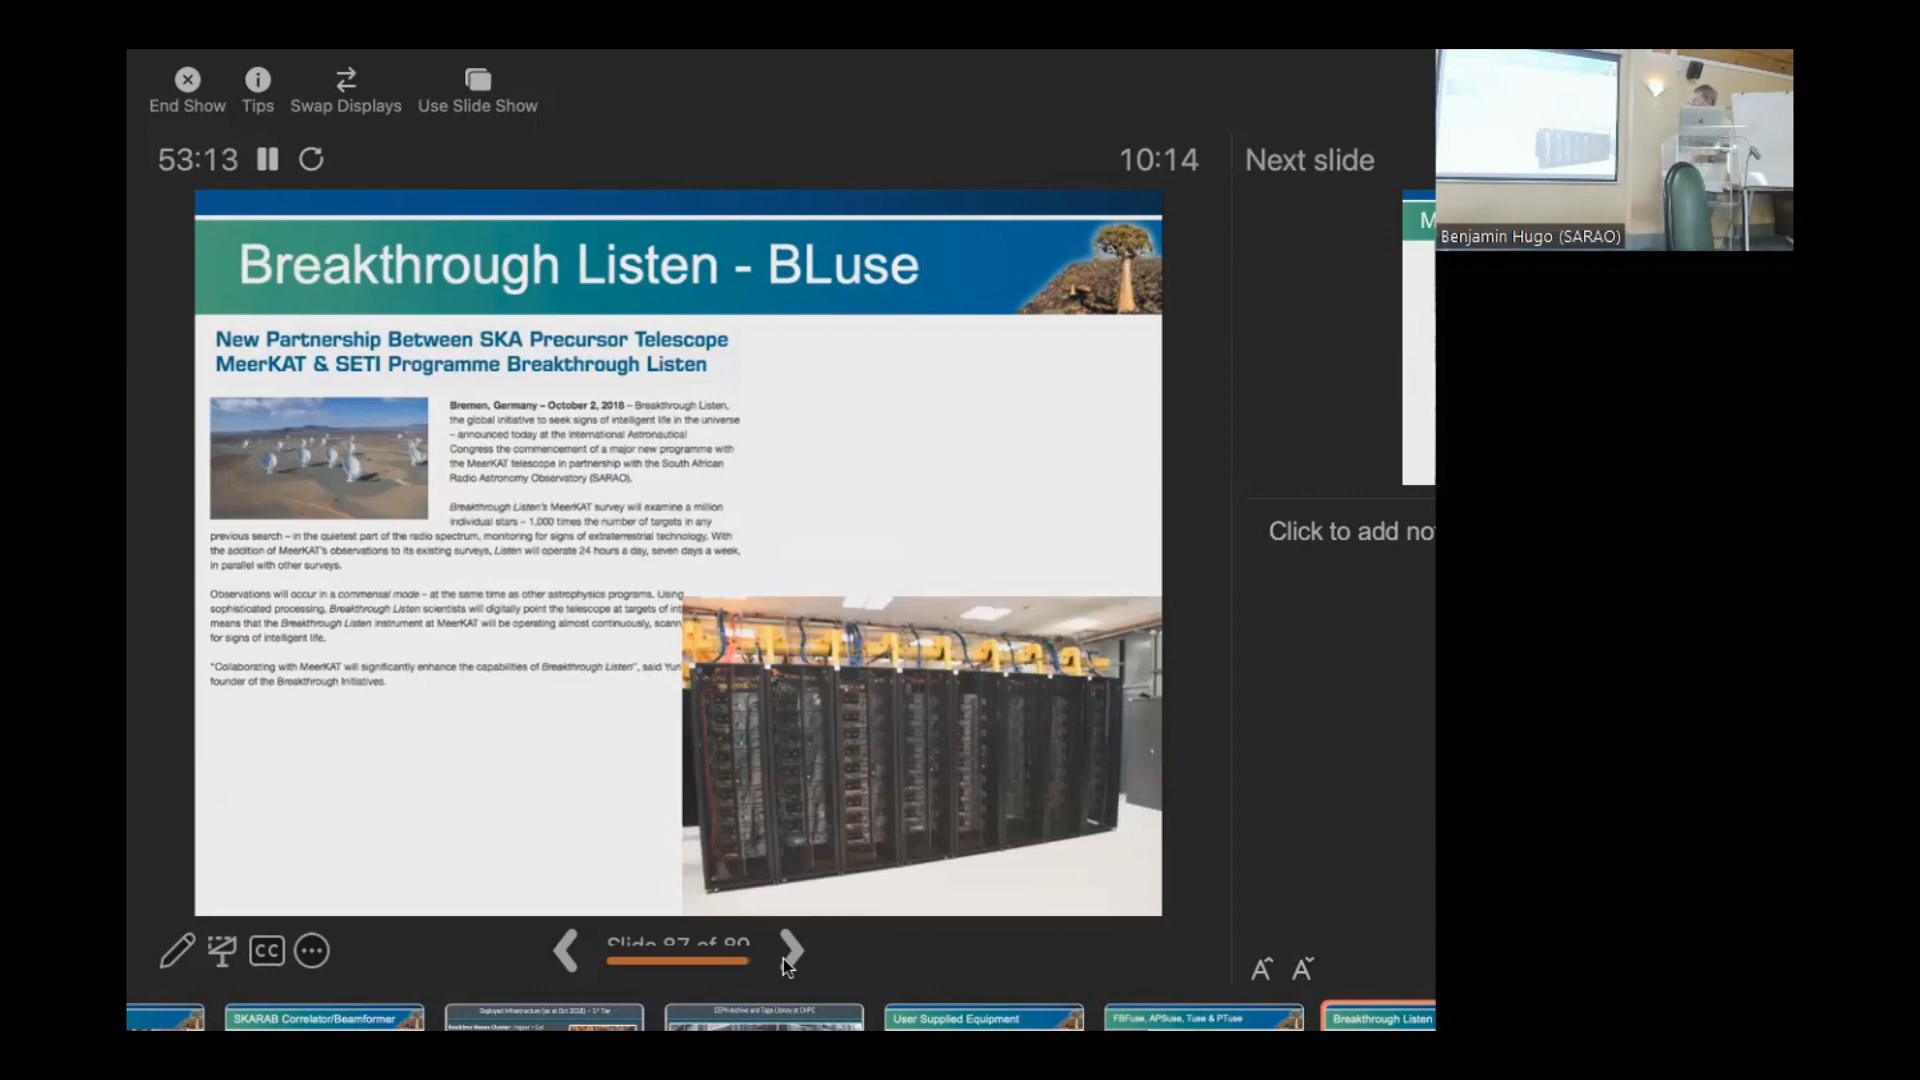 End Show
Tips
Swap Displays
Use Slide Show
53:13
10:14
Next slide
Benjamin Hugo (SARAO)
M
Breakthrough Listen - BLuse
New Partnership Between SKA Precursor Telescope
MeerKAT & SETI Programme Breakthrough Listen
Bremen, Germany – October 2, 2018 – Breakthrough Listen,
the global initiative to seek signs of intelligent life in the universe
– announced today at the International Astronautical
Congress the commencement of a major new programme with
the MeerKAT telescope in partnership with the South African
Radio Astronomy Observatory (SARAO).
Breakthrough Listen's MeerKAT survey will examine a million
individual stars – 1,000 times the number of targets in any
previous search – in the quietest part of the radio spectrum, monitoring for signs of extraterrestrial technology. With
the addition of MeerKAT's observations to its existing surveys, Listen will operate 24 hours a day, seven days a week,
in parallel with other surveys.
Observations will occur in a commensal mode – at the same time as other astrophysics programs. Using
sophisticated processing, Breakthrough Listen scientists will digitally point the telescope at targets of int
means that the Breakthrough Listen instrument at MeerKAT will be operating almost continuously, scann
for signs of intelligent life.
"Collaborating with MeerKAT will significantly enhance the capabilities of Breakthrough Listen", said Yuri
founder of the Breakthrough Initiatives.
Click to add no
CC
Slide 87 of 89
SKARAB Correlator/Beamformer
Deployed Infrastructure (as at Oct 2018) – 1st Tier
CEPH Archive and Tape Library at CHPC
User Supplied Equipment
FBFuse, APSuse, Tuse & PTuse
Breakthrough Listen